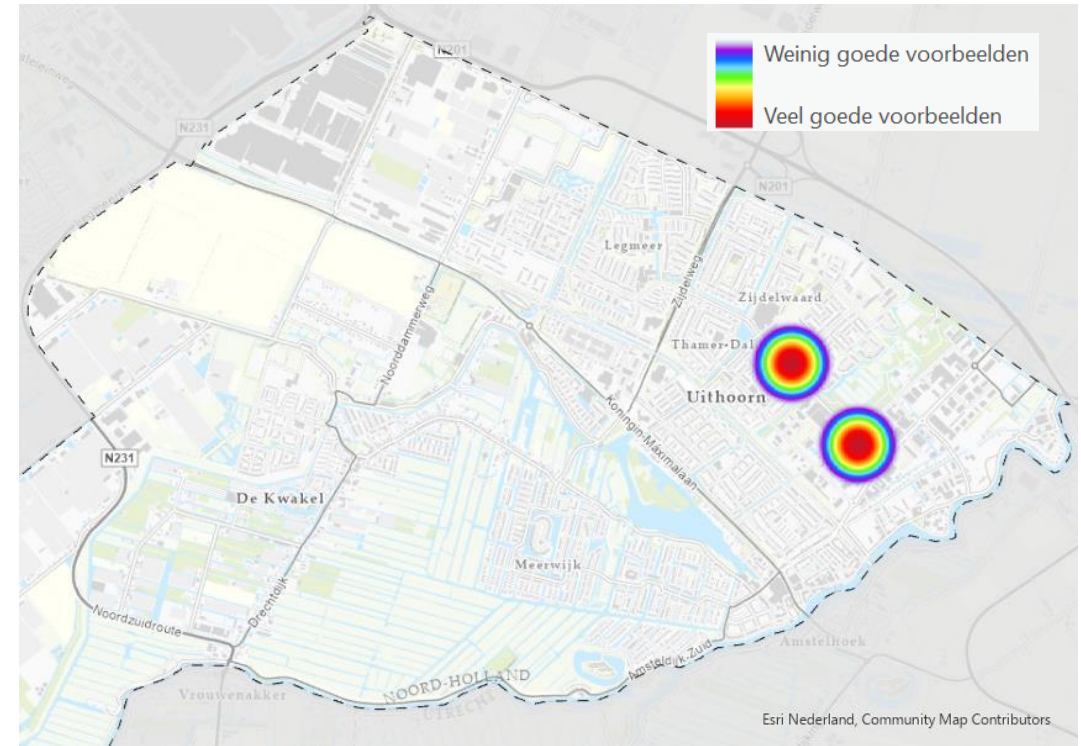 Weinig goede voorbeelden
Veel goede voorbeelden
N201
N231
N201
Legmeer
Zijdelweg
Zijdelwaard
Thamer-Dal
Noorddammerweg
Uithoorn
Koningin-Maximalaan
N231
De Kwakel
Meerwijk
Drechtdijk
Noordzuidroute
Amsteldijk-Zuid
Amstelhoek
Vrouwenakker
NOORD-HOLLAND
UTRECHT
Esri Nederland, Community Map Contributors